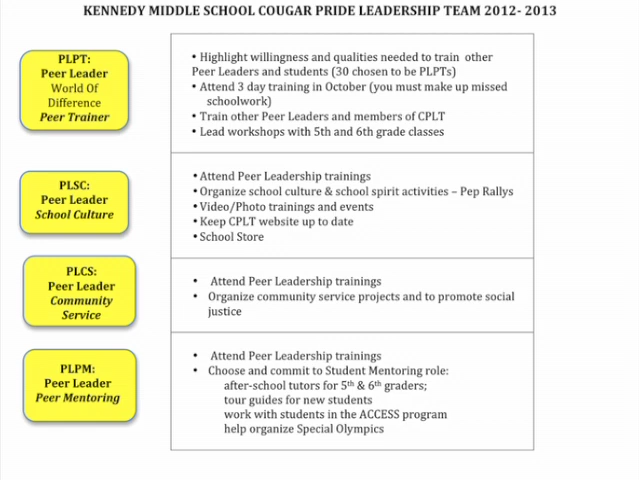 KENNEDY MIDDLE SCHOOL COUGAR PRIDE LEADERSHIP TEAM 2012- 2013
PLPT:
Peer Leader
World Of
Difference
Peer Trainer
• Highlight willingness and qualities needed to train other
Peer Leaders and students (30 chosen to be PLPTs)
• Attend 3 day training in October (you must make up missed
schoolwork)
• Train other Peer Leaders and members of CPLT
• Lead workshops with 5th and 6th grade classes
PLSC:
Peer Leader
School Culture
• Attend Peer Leadership trainings
• Organize school culture & school spirit activities – Pep Rallys
• Video/Photo trainings and events
• Keep CPLT website up to date
• School Store
PLCS:
Peer Leader
Community
Service
• Attend Peer Leadership trainings
• Organize community service projects and to promote social
justice
PLPM:
Peer Leader
Peer Mentoring
• Attend Peer Leadership trainings
• Choose and commit to Student Mentoring role:
after-school tutors for 5th & 6th graders;
tour guides for new students
work with students in the ACCESS program
help organize Special Olympics